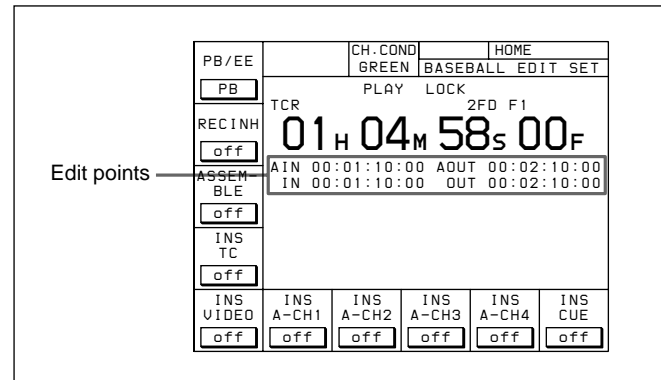 PB/EE
PB
CH·COND
GREEN
HOME
BASEBALL EDIT SET
PLAY LOCK
TCR 2FD F1
01H 04M 58S 00F
RECINH
off
Edit points
AIN 00:01:10:00 AOUT 00:02:10:00
IN 00:01:10:00 OUT 00:02:10:00
ASSEM-
BLE
off
INS
TC
off
INS
VIDEO
off
INS
A-CH1
off
INS
A-CH2
off
INS
A-CH3
off
INS
A-CH4
off
INS
CUE
off